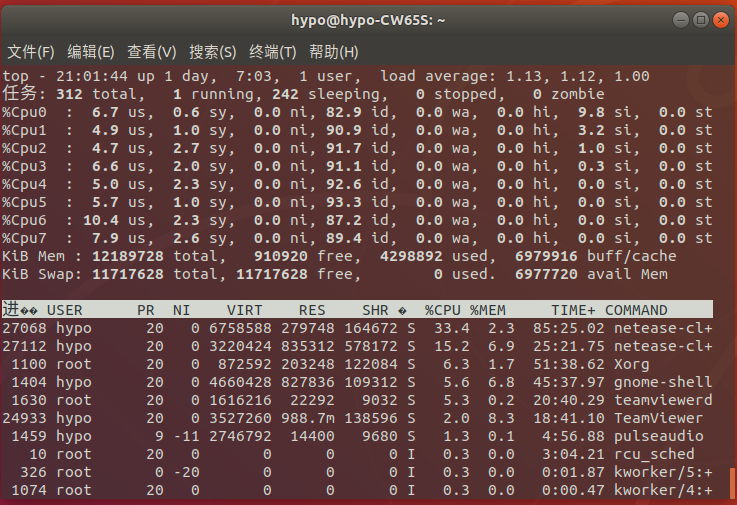 hypo@hypo-CW65S: ~
文件(F) 编辑(E) 查看(V) 搜索(S) 终端(T) 帮助(H)
top - 21:01:44 up 1 day,  7:03,  1 user,  load average: 1.13, 1.12, 1.00
任务: 312 total,   1 running, 242 sleeping,   0 stopped,   0 zombie
%Cpu0  :  6.7 us,  0.6 sy,  0.0 ni, 82.9 id,  0.0 wa,  0.0 hi,  9.8 si,  0.0 st
%Cpu1  :  4.9 us,  1.0 sy,  0.0 ni, 90.9 id,  0.0 wa,  0.0 hi,  3.2 si,  0.0 st
%Cpu2  :  4.7 us,  2.7 sy,  0.0 ni, 91.7 id,  0.0 wa,  0.0 hi,  1.0 si,  0.0 st
%Cpu3  :  6.6 us,  2.0 sy,  0.0 ni, 91.1 id,  0.0 wa,  0.0 hi,  0.3 si,  0.0 st
%Cpu4  :  5.0 us,  2.3 sy,  0.0 ni, 92.6 id,  0.0 wa,  0.0 hi,  0.0 si,  0.0 st
%Cpu5  :  5.7 us,  1.0 sy,  0.0 ni, 93.3 id,  0.0 wa,  0.0 hi,  0.0 si,  0.0 st
%Cpu6  : 10.4 us,  2.3 sy,  0.0 ni, 87.2 id,  0.0 wa,  0.0 hi,  0.0 si,  0.0 st
%Cpu7  :  7.9 us,  2.6 sy,  0.0 ni, 89.4 id,  0.0 wa,  0.0 hi,  0.0 si,  0.0 st
KiB Mem : 12189728 total,   910920 free,  4298892 used,  6979916 buff/cache
KiB Swap: 11717628 total, 11717628 free,        0 used.  6977720 avail Mem
进�� USER      PR  NI    VIRT    RES    SHR �  %CPU %MEM     TIME+ COMMAND
27068 hypo      20   0 6758588 279748 164672 S  33.4  2.3  85:25.02 netease-cl+
27112 hypo      20   0 3220424 835312 578172 S  15.2  6.9  25:21.75 netease-cl+
1100 root      20   0  872592 203248 122084 S   6.3  1.7  51:38.62 Xorg
1404 hypo      20   0 4660428 827836 109312 S   5.6  6.8  45:37.97 gnome-shell
1630 root      20   0 1616216  22292   9032 S   5.3  0.2  20:40.29 teamviewerd
24933 hypo      20   0 3527260 988.7m 138596 S   2.0  8.3  18:41.10 TeamViewer
1459 hypo       9 -11 2746792  14400   9680 S   1.3  0.1   4:56.88 pulseaudio
10 root      20   0       0      0      0 I   0.3  0.0   3:04.21 rcu_sched
326 root       0 -20       0      0      0 I   0.3  0.0   0:01.87 kworker/5:+
1074 root      20   0       0      0      0 I   0.3  0.0   0:00.47 kworker/4:+